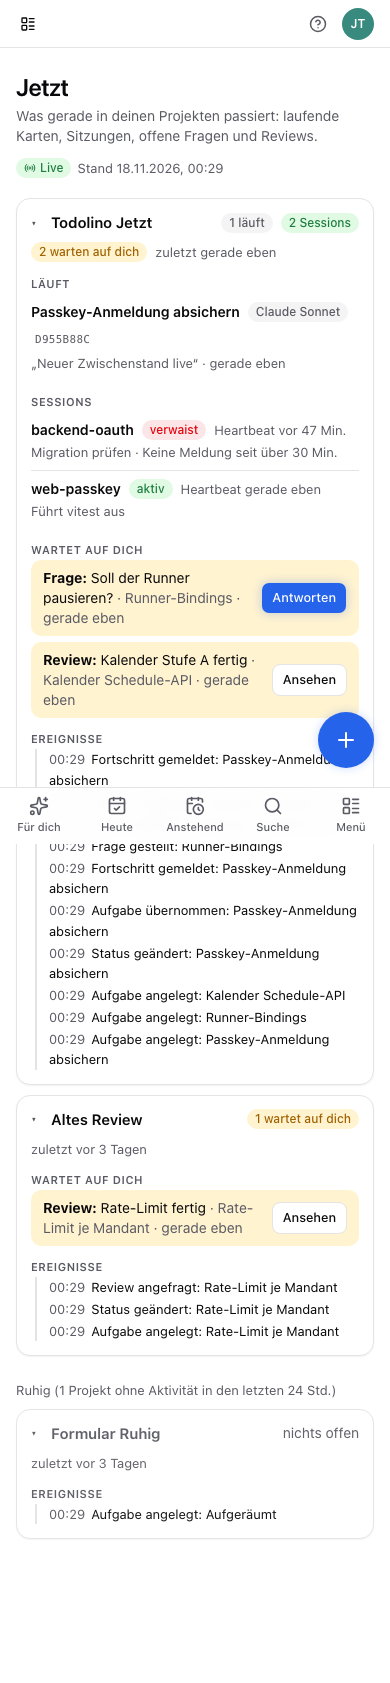 JT
Jetzt
Was gerade in deinen Projekten passiert: laufende
Karten, Sitzungen, offene Fragen und Reviews.
Live Stand 18.11.2026, 00:29
Todolino Jetzt 1 läuft 2 Sessions
2 warten auf dich zuletzt gerade eben
LÄUFT
Passkey-Anmeldung absichern Claude Sonnet
D955B88C
„Neuer Zwischenstand live“ · gerade eben
SESSIONS
backend-oauth verwaist Heartbeat vor 47 Min.
Migration prüfen · Keine Meldung seit über 30 Min.
web-passkey aktiv Heartbeat gerade eben
Führt vitest aus
WARTET AUF DICH
Frage: Soll der Runner
pausieren? · Runner-Bindings ·
gerade eben
Antworten
Review: Kalender Stufe A fertig ·
Kalender Schedule-API · gerade
eben
Ansehen
EREIGNISSE
00:29 Fortschritt gemeldet: Passkey-Anmeldu
absichern
Für dich Heute Anstehend Suche Menü
00:29 Frage gestellt: Runner-Bindings
00:29 Fortschritt gemeldet: Passkey-Anmeldung
absichern
00:29 Aufgabe übernommen: Passkey-Anmeldung
absichern
00:29 Status geändert: Passkey-Anmeldung
absichern
00:29 Aufgabe angelegt: Kalender Schedule-API
00:29 Aufgabe angelegt: Runner-Bindings
00:29 Aufgabe angelegt: Passkey-Anmeldung
absichern
Altes Review 1 wartet auf dich
zuletzt vor 3 Tagen
WARTET AUF DICH
Review: Rate-Limit fertig · Rate-
Limit je Mandant · gerade eben
Ansehen
EREIGNISSE
00:29 Review angefragt: Rate-Limit je Mandant
00:29 Status geändert: Rate-Limit je Mandant
00:29 Aufgabe angelegt: Rate-Limit je Mandant
Ruhig (1 Projekt ohne Aktivität in den letzten 24 Std.)
Formular Ruhig nichts offen
zuletzt vor 3 Tagen
EREIGNISSE
00:29 Aufgabe angelegt: Aufgeräumt